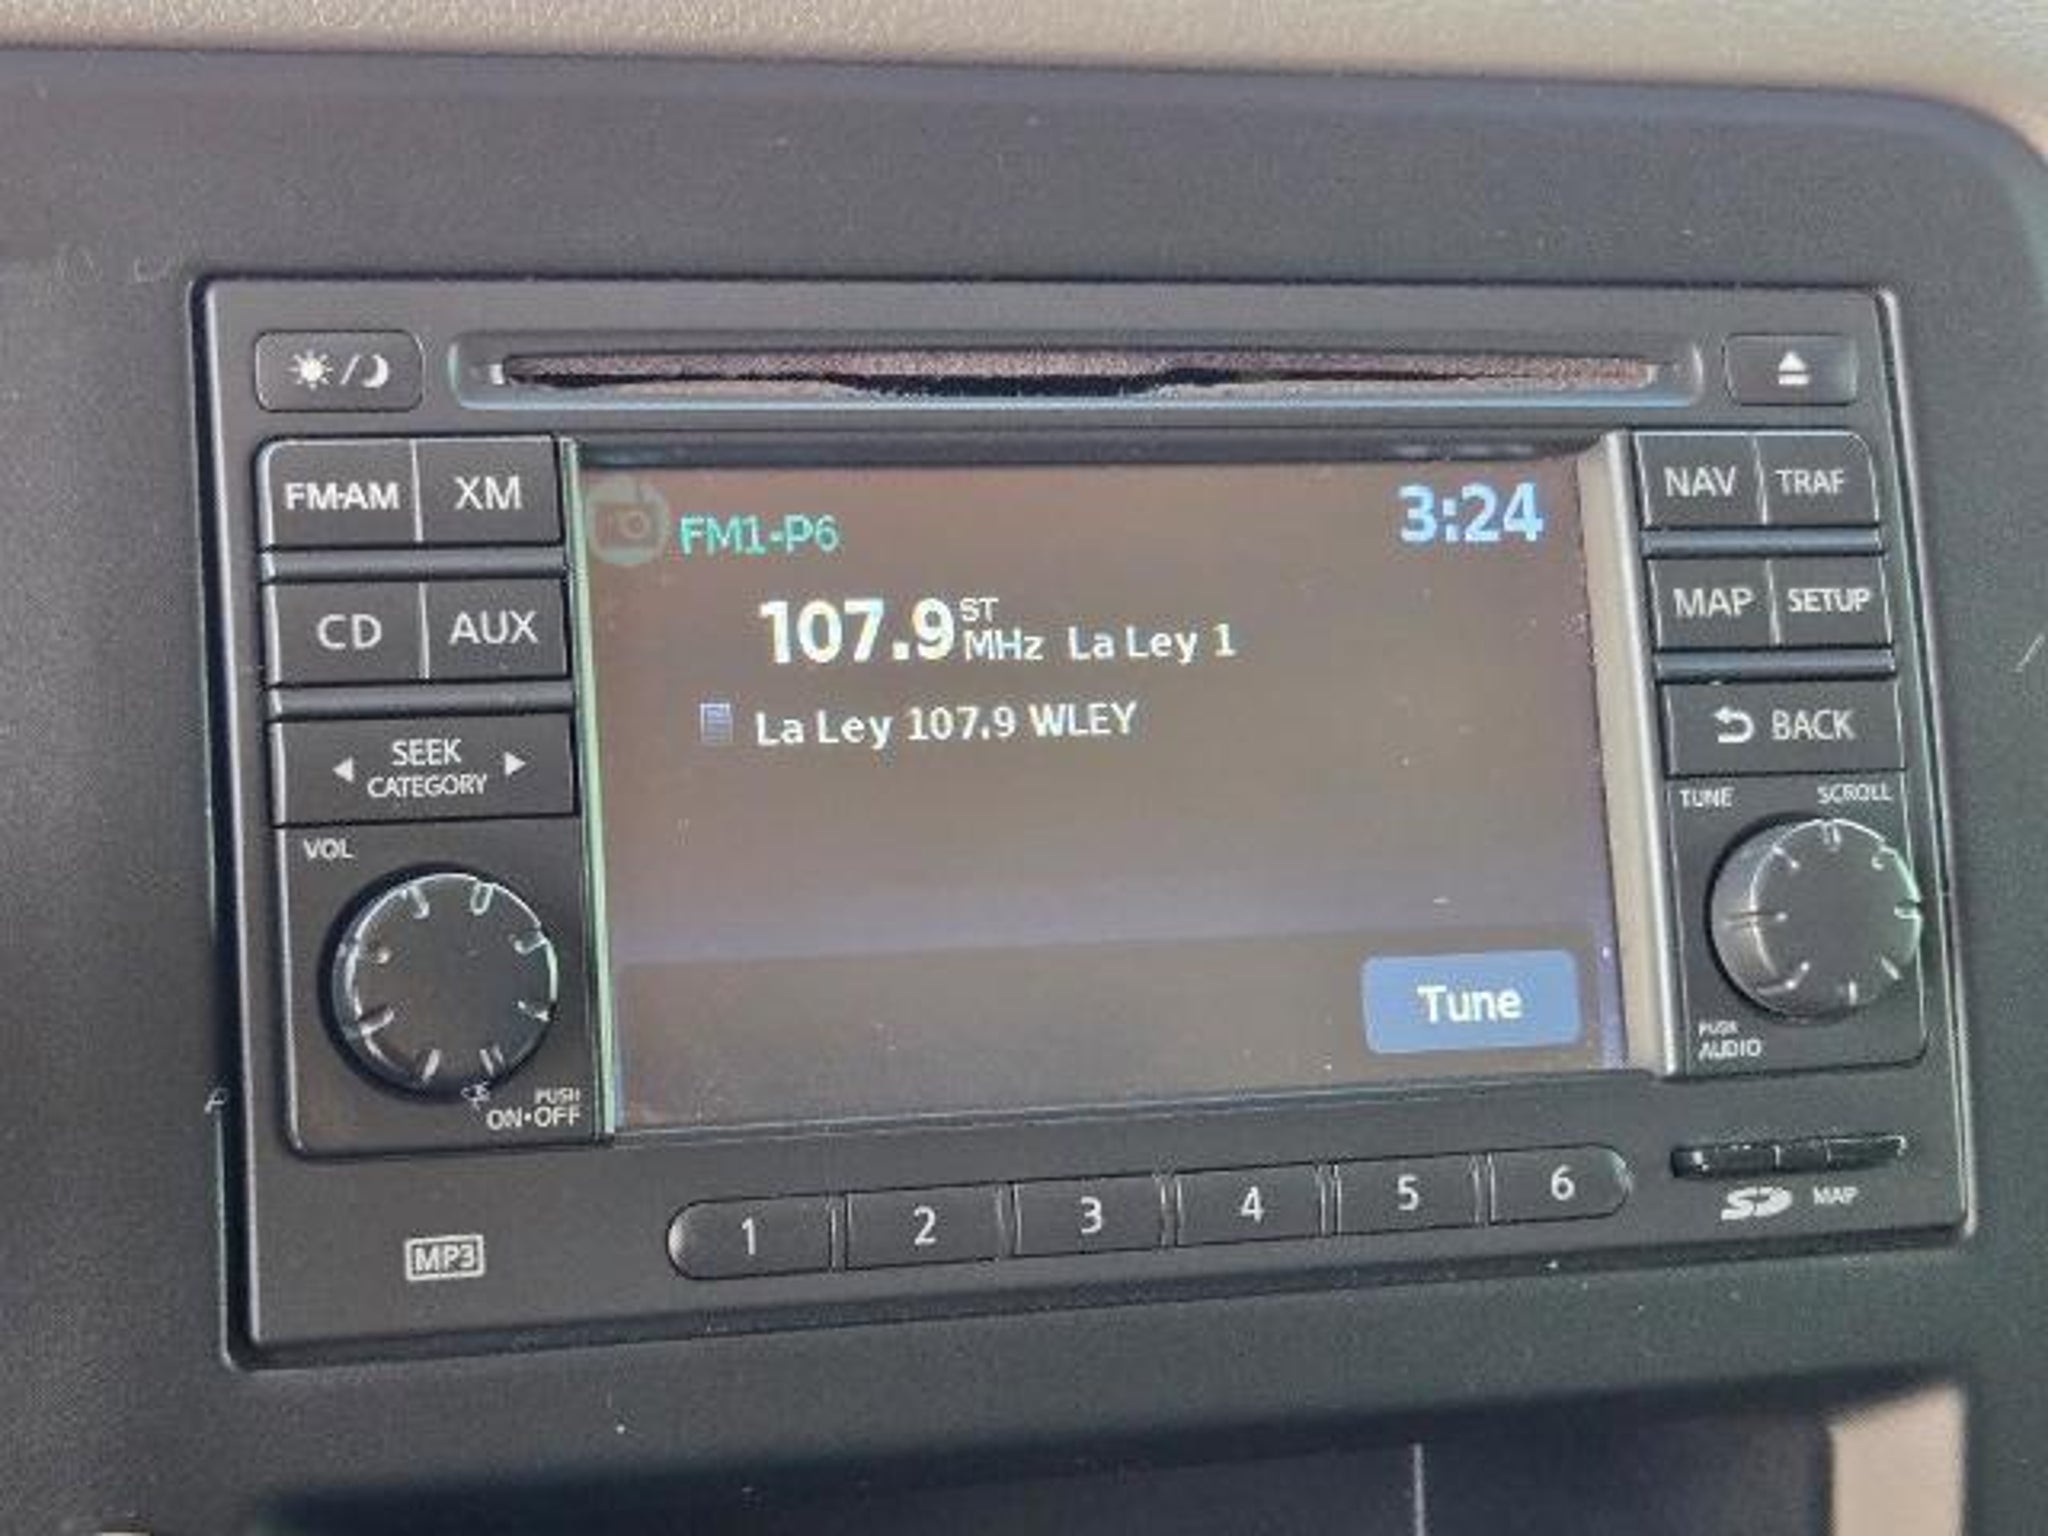 FM·AM XM
CD AUX
SEEK
CATEGORY
VOL
PUSH
ON•OFF
FM1-P6 3:24
107.9 ST MHz La Ley 1
La Ley 107.9 WLEY
Tune
NAV TRAF
MAP SETUP
BACK
TUNE SCROLL
PUSH
AUDIO
MP3
1 2 3 4 5 6
SD MAP